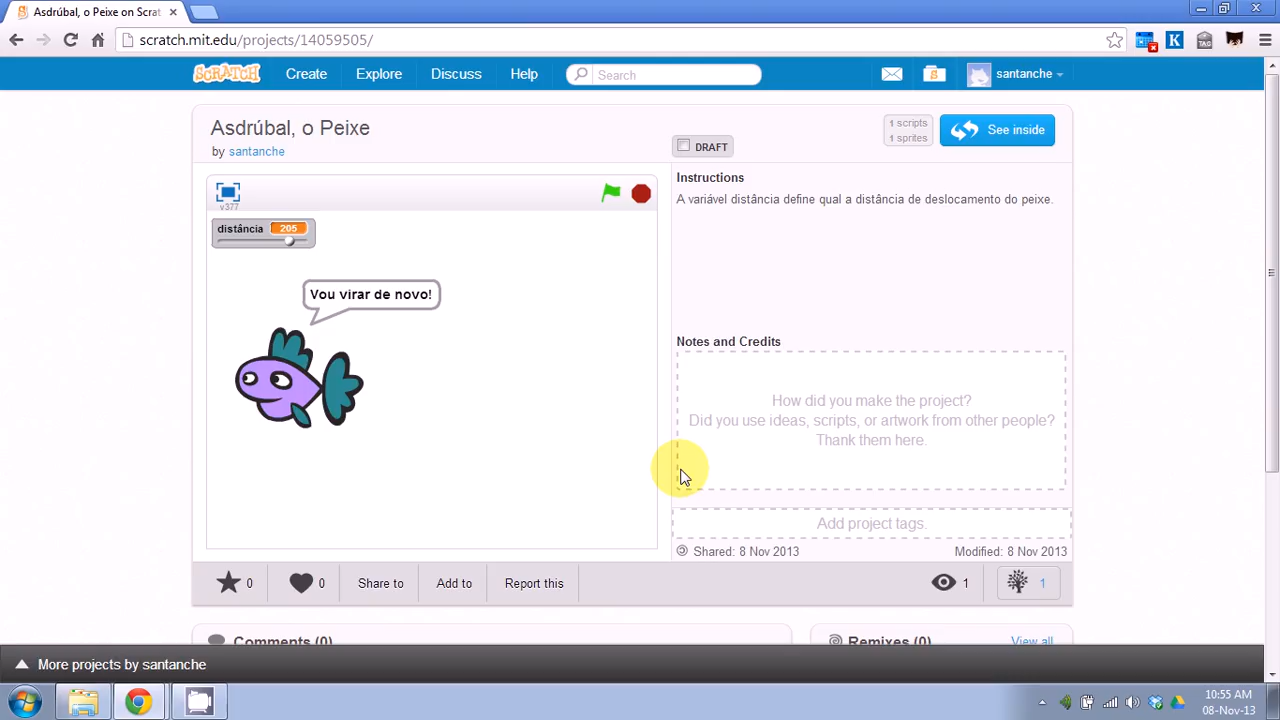 Asdrúbal, o Peixe on Scrat
scratch.mit.edu/projects/14059505/
K
TAG
SCRATCH
Create
Explore
Discuss
Help
Search
S
santanche
Asdrúbal, o Peixe
by santanche
DRAFT
1 scripts
1 sprites
See inside
v377
distância 205
Vou virar de novo!
Instructions
A variável distância define qual a distância de deslocamento do peixe.
Notes and Credits
How did you make the project?
Did you use ideas, scripts, or artwork from other people?
Thank them here.
Add project tags.
Shared: 8 Nov 2013
Modified: 8 Nov 2013
0
0
Share to
Add to
Report this
1
1
Comments (0)
Remixes (0)
View all
More projects by santanche
10:55 AM
08-Nov-13